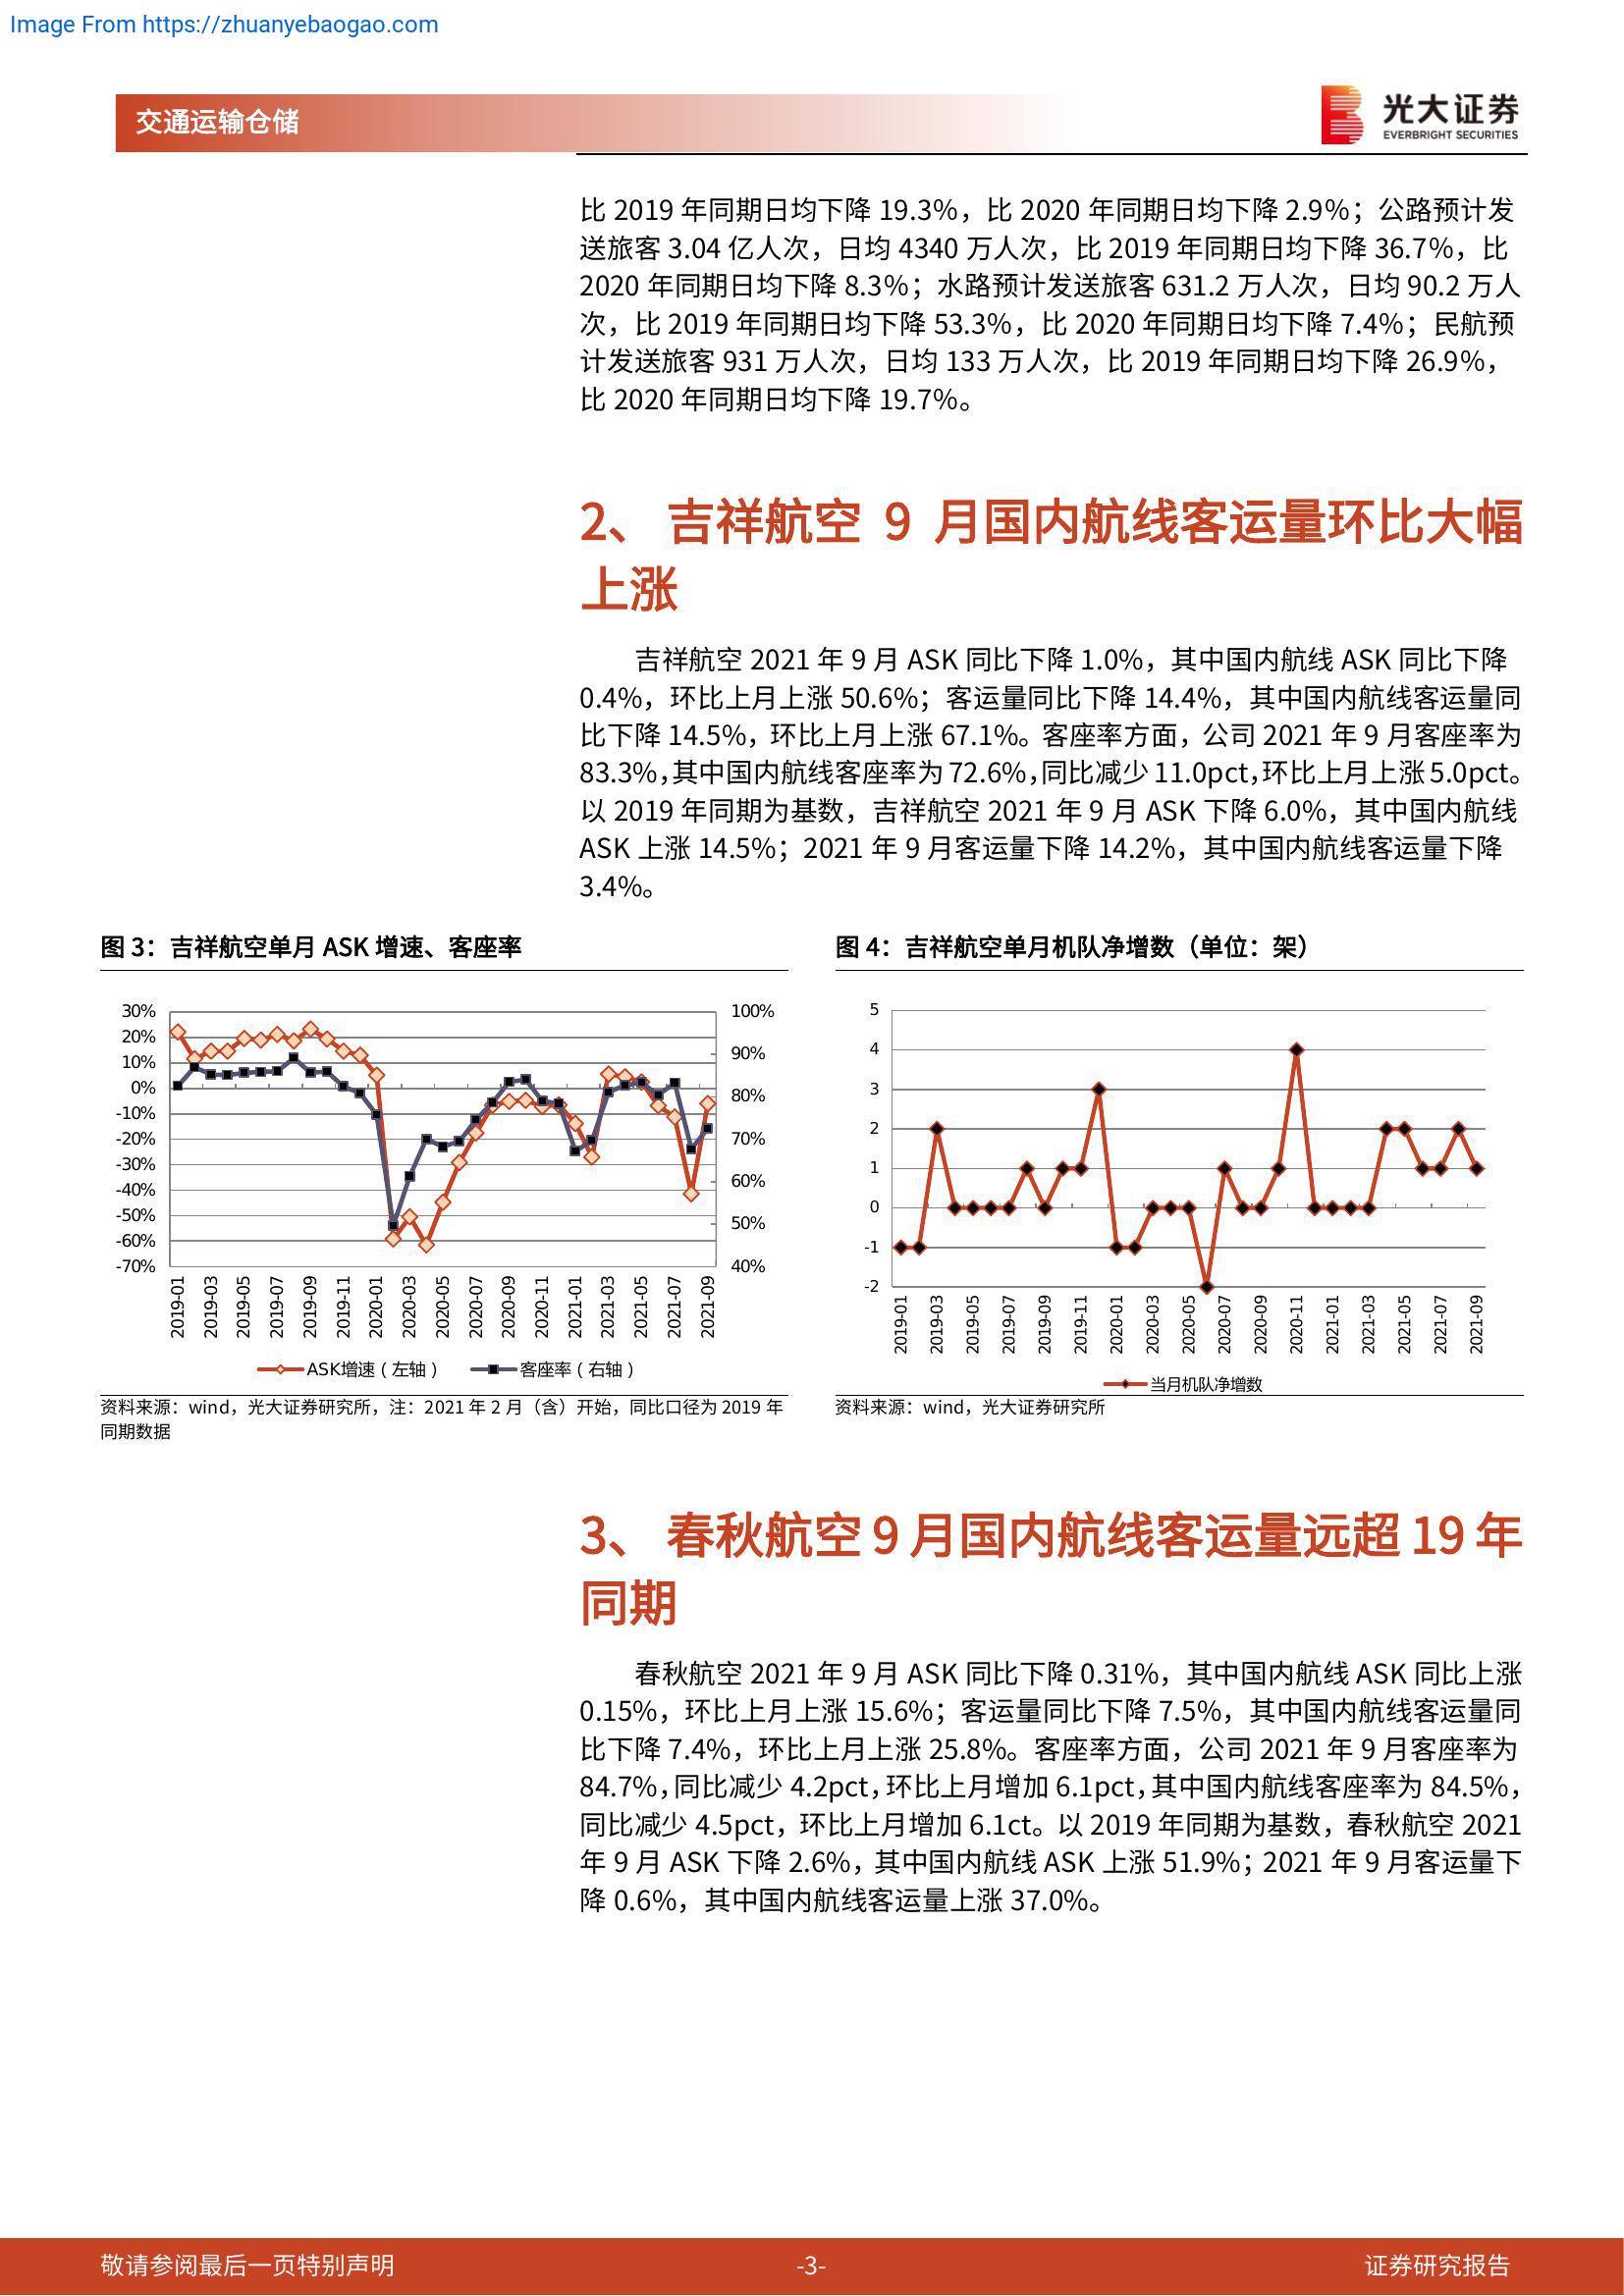 Image From https://zhuanyebaogao.com
交通运输仓储
光大证券
EVERBRIGHT SECURITIES
比 2019 年同期日均下降 19.3%，比 2020 年同期日均下降 2.9%；公路预计发
送旅客 3.04 亿人次，日均 4340 万人次，比 2019 年同期日均下降 36.7%，比
2020 年同期日均下降 8.3%；水路预计发送旅客 631.2 万人次，日均 90.2 万人
次，比 2019 年同期日均下降 53.3%，比 2020 年同期日均下降 7.4%；民航预
计发送旅客 931 万人次，日均 133 万人次，比 2019 年同期日均下降 26.9%，
比 2020 年同期日均下降 19.7%。
2、 吉祥航空 9 月国内航线客运量环比大幅
上涨
吉祥航空 2021 年 9 月 ASK 同比下降 1.0%，其中国内航线 ASK 同比下降
0.4%，环比上月上涨 50.6%；客运量同比下降 14.4%，其中国内航线客运量同
比下降 14.5%，环比上月上涨 67.1%。客座率方面，公司 2021 年 9 月客座率为
83.3%，其中国内航线客座率为 72.6%，同比减少 11.0pct，环比上月上涨 5.0pct。
以 2019 年同期为基数，吉祥航空 2021 年 9 月 ASK 下降 6.0%，其中国内航线
ASK 上涨 14.5%；2021 年 9 月客运量下降 14.2%，其中国内航线客运量下降
3.4%。
图 3：吉祥航空单月 ASK 增速、客座率
30%
20%
10%
0%
-10%
-20%
-30%
-40%
-50%
-60%
-70%
100%
90%
80%
70%
60%
50%
40%
2019-01
2019-03
2019-05
2019-07
2019-09
2019-11
2020-01
2020-03
2020-05
2020-07
2020-09
2020-11
2021-01
2021-03
2021-05
2021-07
2021-09
ASK增速（左轴） 客座率（右轴）
资料来源：wind，光大证券研究所，注：2021 年 2 月（含）开始，同比口径为 2019 年
同期数据
图 4：吉祥航空单月机队净增数（单位：架）
5
4
3
2
1
0
-1
-2
2019-01
2019-03
2019-05
2019-07
2019-09
2019-11
2020-01
2020-03
2020-05
2020-07
2020-09
2020-11
2021-01
2021-03
2021-05
2021-07
2021-09
当月机队净增数
资料来源：wind，光大证券研究所
3、 春秋航空 9 月国内航线客运量远超 19 年
同期
春秋航空 2021 年 9 月 ASK 同比下降 0.31%，其中国内航线 ASK 同比上涨
0.15%，环比上月上涨 15.6%；客运量同比下降 7.5%，其中国内航线客运量同
比下降 7.4%，环比上月上涨 25.8%。客座率方面，公司 2021 年 9 月客座率为
84.7%，同比减少 4.2pct，环比上月增加 6.1pct，其中国内航线客座率为 84.5%，
同比减少 4.5pct，环比上月增加 6.1ct。以 2019 年同期为基数，春秋航空 2021
年 9 月 ASK 下降 2.6%，其中国内航线 ASK 上涨 51.9%；2021 年 9 月客运量下
降 0.6%，其中国内航线客运量上涨 37.0%。
敬请参阅最后一页特别声明
-3-
证券研究报告